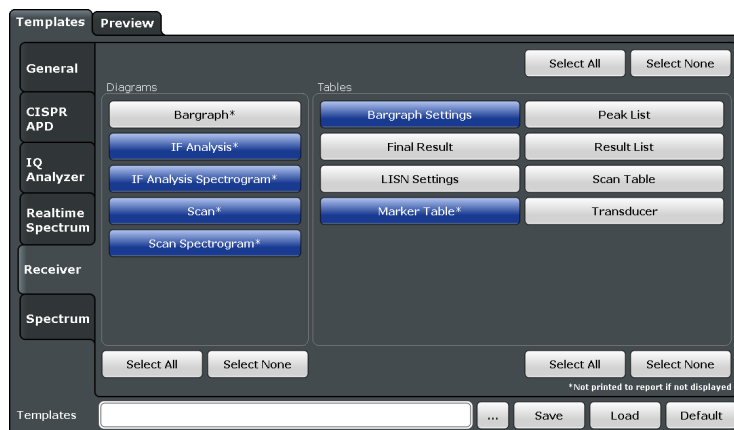 Templates Preview
General
Select All Select None
Diagrams Tables
CISPR
APD
Bargraph* Bargraph Settings Peak List
IQ
Analyzer
IF Analysis* Final Result Result List
IF Analysis Spectrogram* LISN Settings Scan Table
Realtime
Spectrum
Scan* Marker Table* Transducer
Scan Spectrogram*
Receiver
Spectrum
Select All Select None Select All Select None
*Not printed to report if not displayed
Templates ... Save Load Default